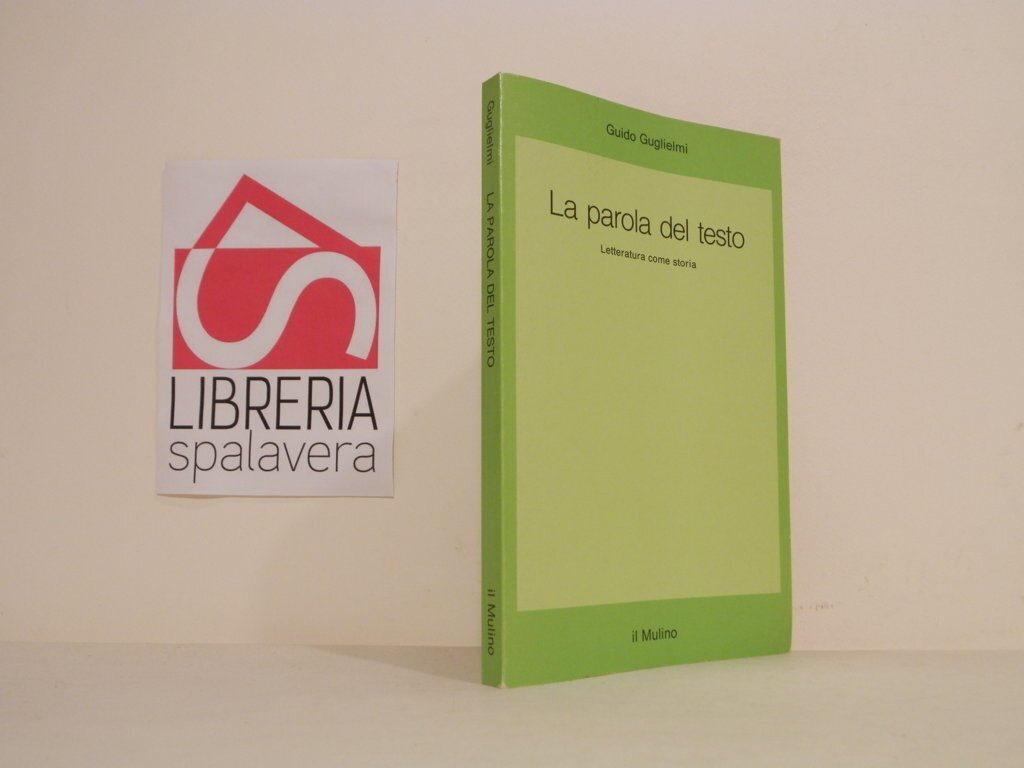 LIBRERIA
spalavera
Guglielmi LA PAROLA DEL TESTO il Mulino
Guido Guglielmi
La parola del testo
Letteratura come storia
il Mulino